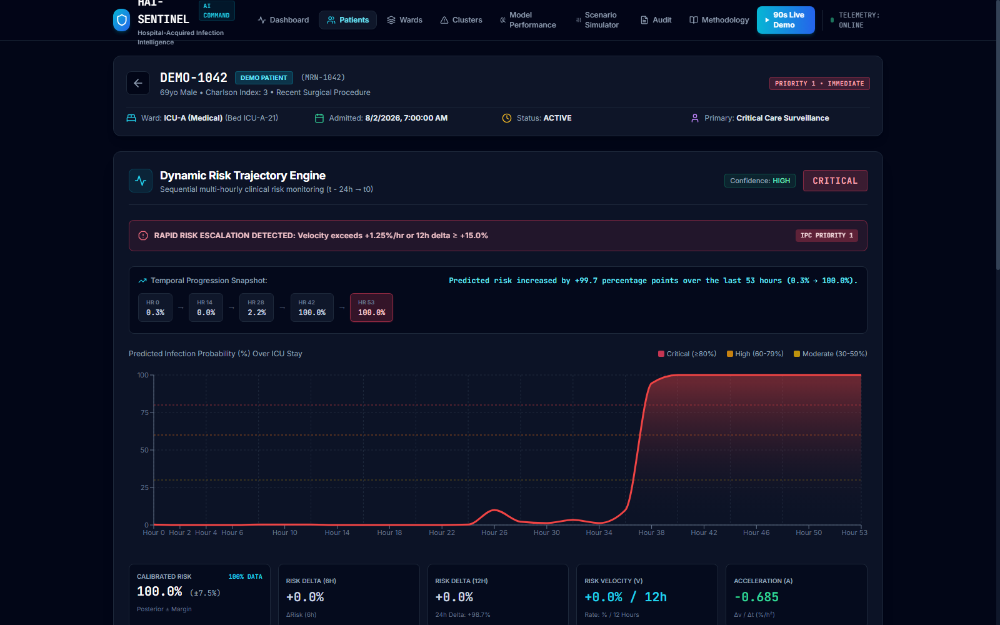 HAI-
SENTINEL
AI
COMMAND
Hospital-Acquired Infection
Intelligence
Dashboard
Patients
Wards
Clusters
Model
Performance
Scenario
Simulator
Audit
Methodology
90s Live
Demo
TELEMETRY:
ONLINE
DEMO-1042 DEMO PATIENT (MRN-1042)
69yo Male • Charlson Index: 3 • Recent Surgical Procedure
PRIORITY 1 • IMMEDIATE
Ward: ICU-A (Medical) (Bed ICU-A-21)
Admitted: 8/2/2026, 7:00:00 AM
Status: ACTIVE
Primary: Critical Care Surveillance
Dynamic Risk Trajectory Engine
Sequential multi-hourly clinical risk monitoring (t - 24h → t0)
Confidence: HIGH
CRITICAL
RAPID RISK ESCALATION DETECTED: Velocity exceeds +1.25%/hr or 12h delta ≥ +15.0%
IPC PRIORITY 1
Temporal Progression Snapshot:
Predicted risk increased by +99.7 percentage points over the last 53 hours (0.3% → 100.0%).
HR 0
0.3%
→
HR 14
0.0%
→
HR 28
2.2%
→
HR 42
100.0%
→
HR 53
100.0%
Predicted Infection Probability (%) Over ICU Stay
Critical (≥80%)
High (60-79%)
Moderate (30-59%)
100
75
50
25
0
Hour 0 Hour 2 Hour 4 Hour 6 Hour 10 Hour 14 Hour 18 Hour 22 Hour 26 Hour 30 Hour 34 Hour 38 Hour 42 Hour 46 Hour 50 Hour 53
CALIBRATED RISK 100% DATA
100.0% (±7.5%)
Posterior ± Margin
RISK DELTA (6H)
+0.0%
ΔRisk (6h)
RISK DELTA (12H)
+0.0%
24h Delta: +98.7%
RISK VELOCITY (V)
+0.0% / 12h
Rate: % / 12 Hours
ACCELERATION (A)
-0.685
Δv / Δt (%/h²)